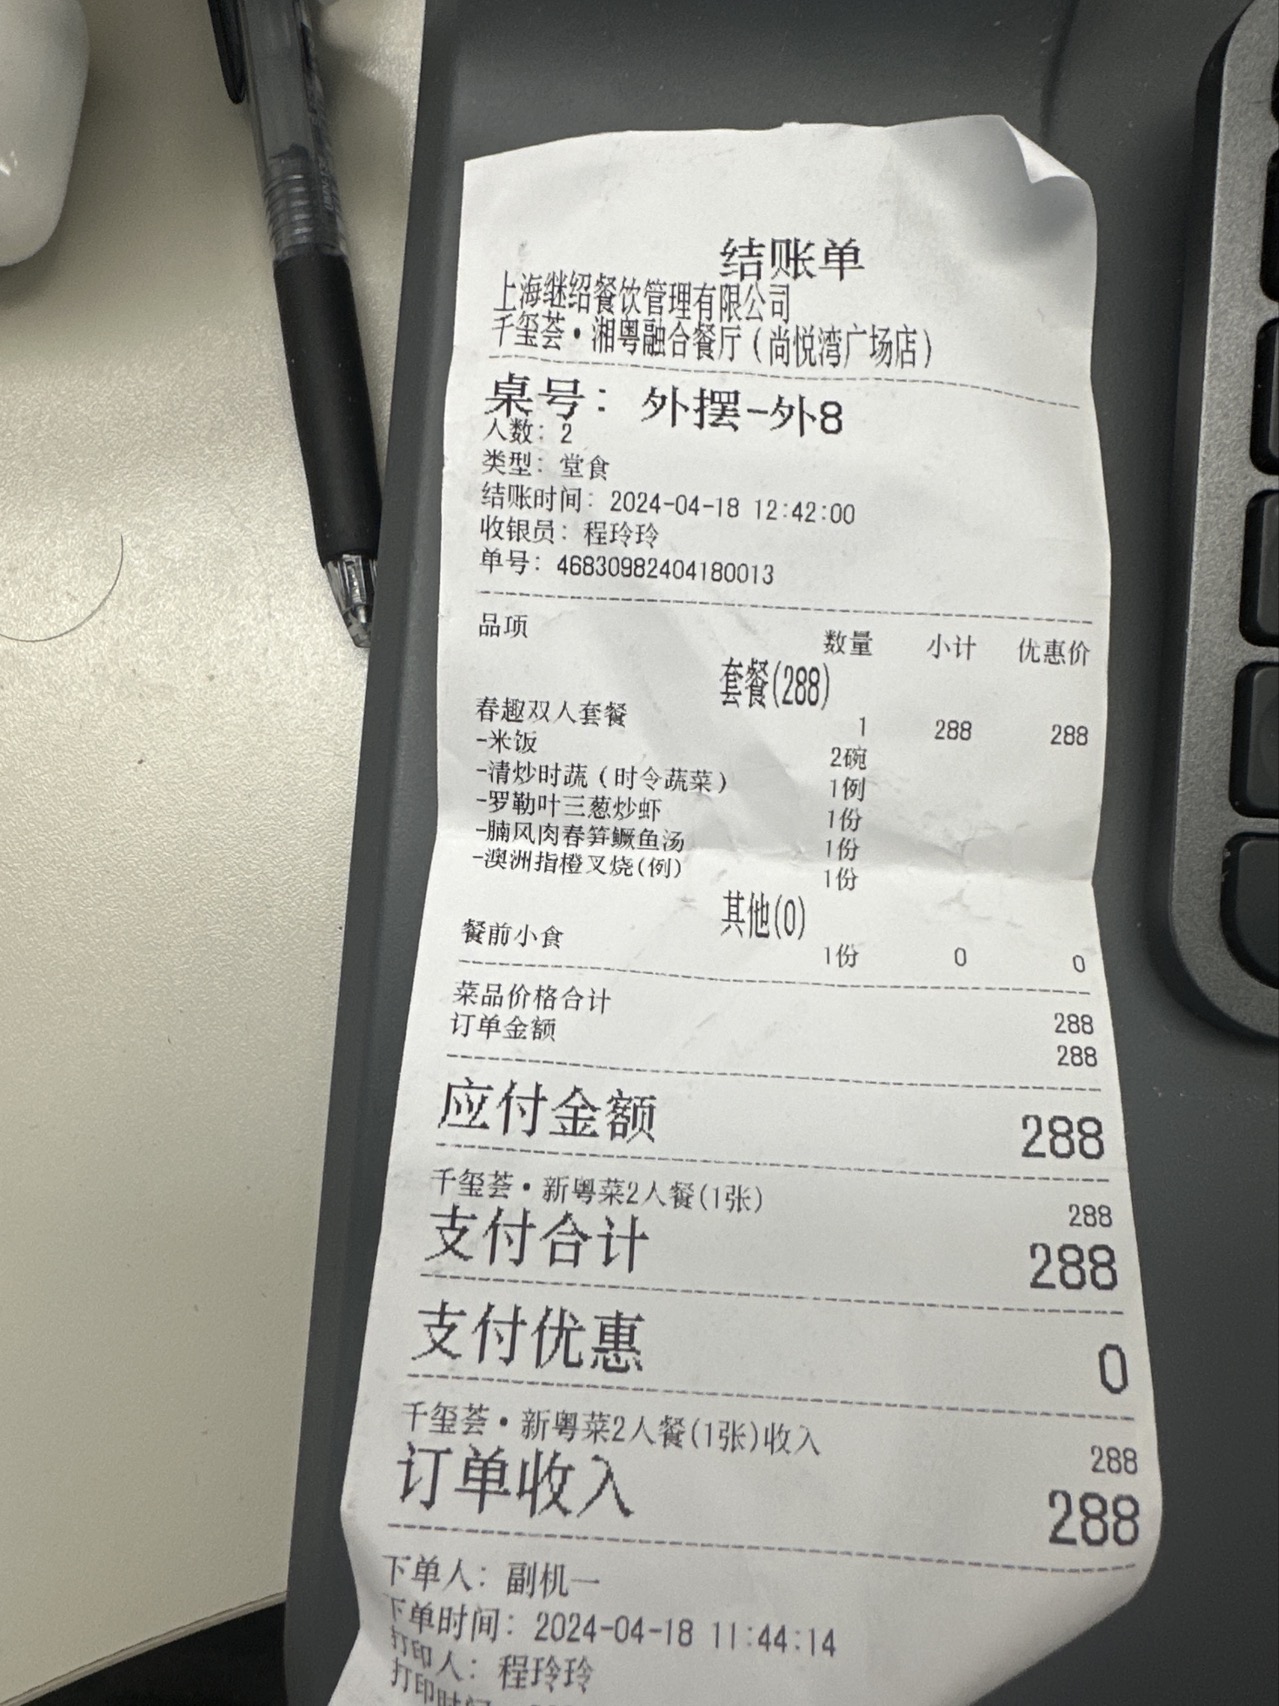 结账单
上海继绍餐饮管理有限公司
千玺荟·湘粤融合餐厅(尚悦湾广场店)
桌号: 外摆-外8
人数: 2
类型: 堂食
结账时间: 2024-04-18 12:42:00
收银员: 程玲玲
单号: 46830982404180013
品项 数量 小计 优惠价
套餐(288)
春趣双人套餐 1 288 288
-米饭 2碗
-清炒时蔬(时令蔬菜) 1例
-罗勒叶三葱炒虾 1份
-腩风肉春笋鳜鱼汤 1份
-澳洲指橙叉烧(例) 1份
其他(0)
餐前小食 1份 0 0
菜品价格合计 288
订单金额 288
应付金额 288
千玺荟·新粤菜2人餐(1张) 288
支付合计 288
支付优惠 0
千玺荟·新粤菜2人餐(1张)收入 288
订单收入 288
下单人: 副机一
下单时间: 2024-04-18 11:44:14
打印人: 程玲玲
打印时间